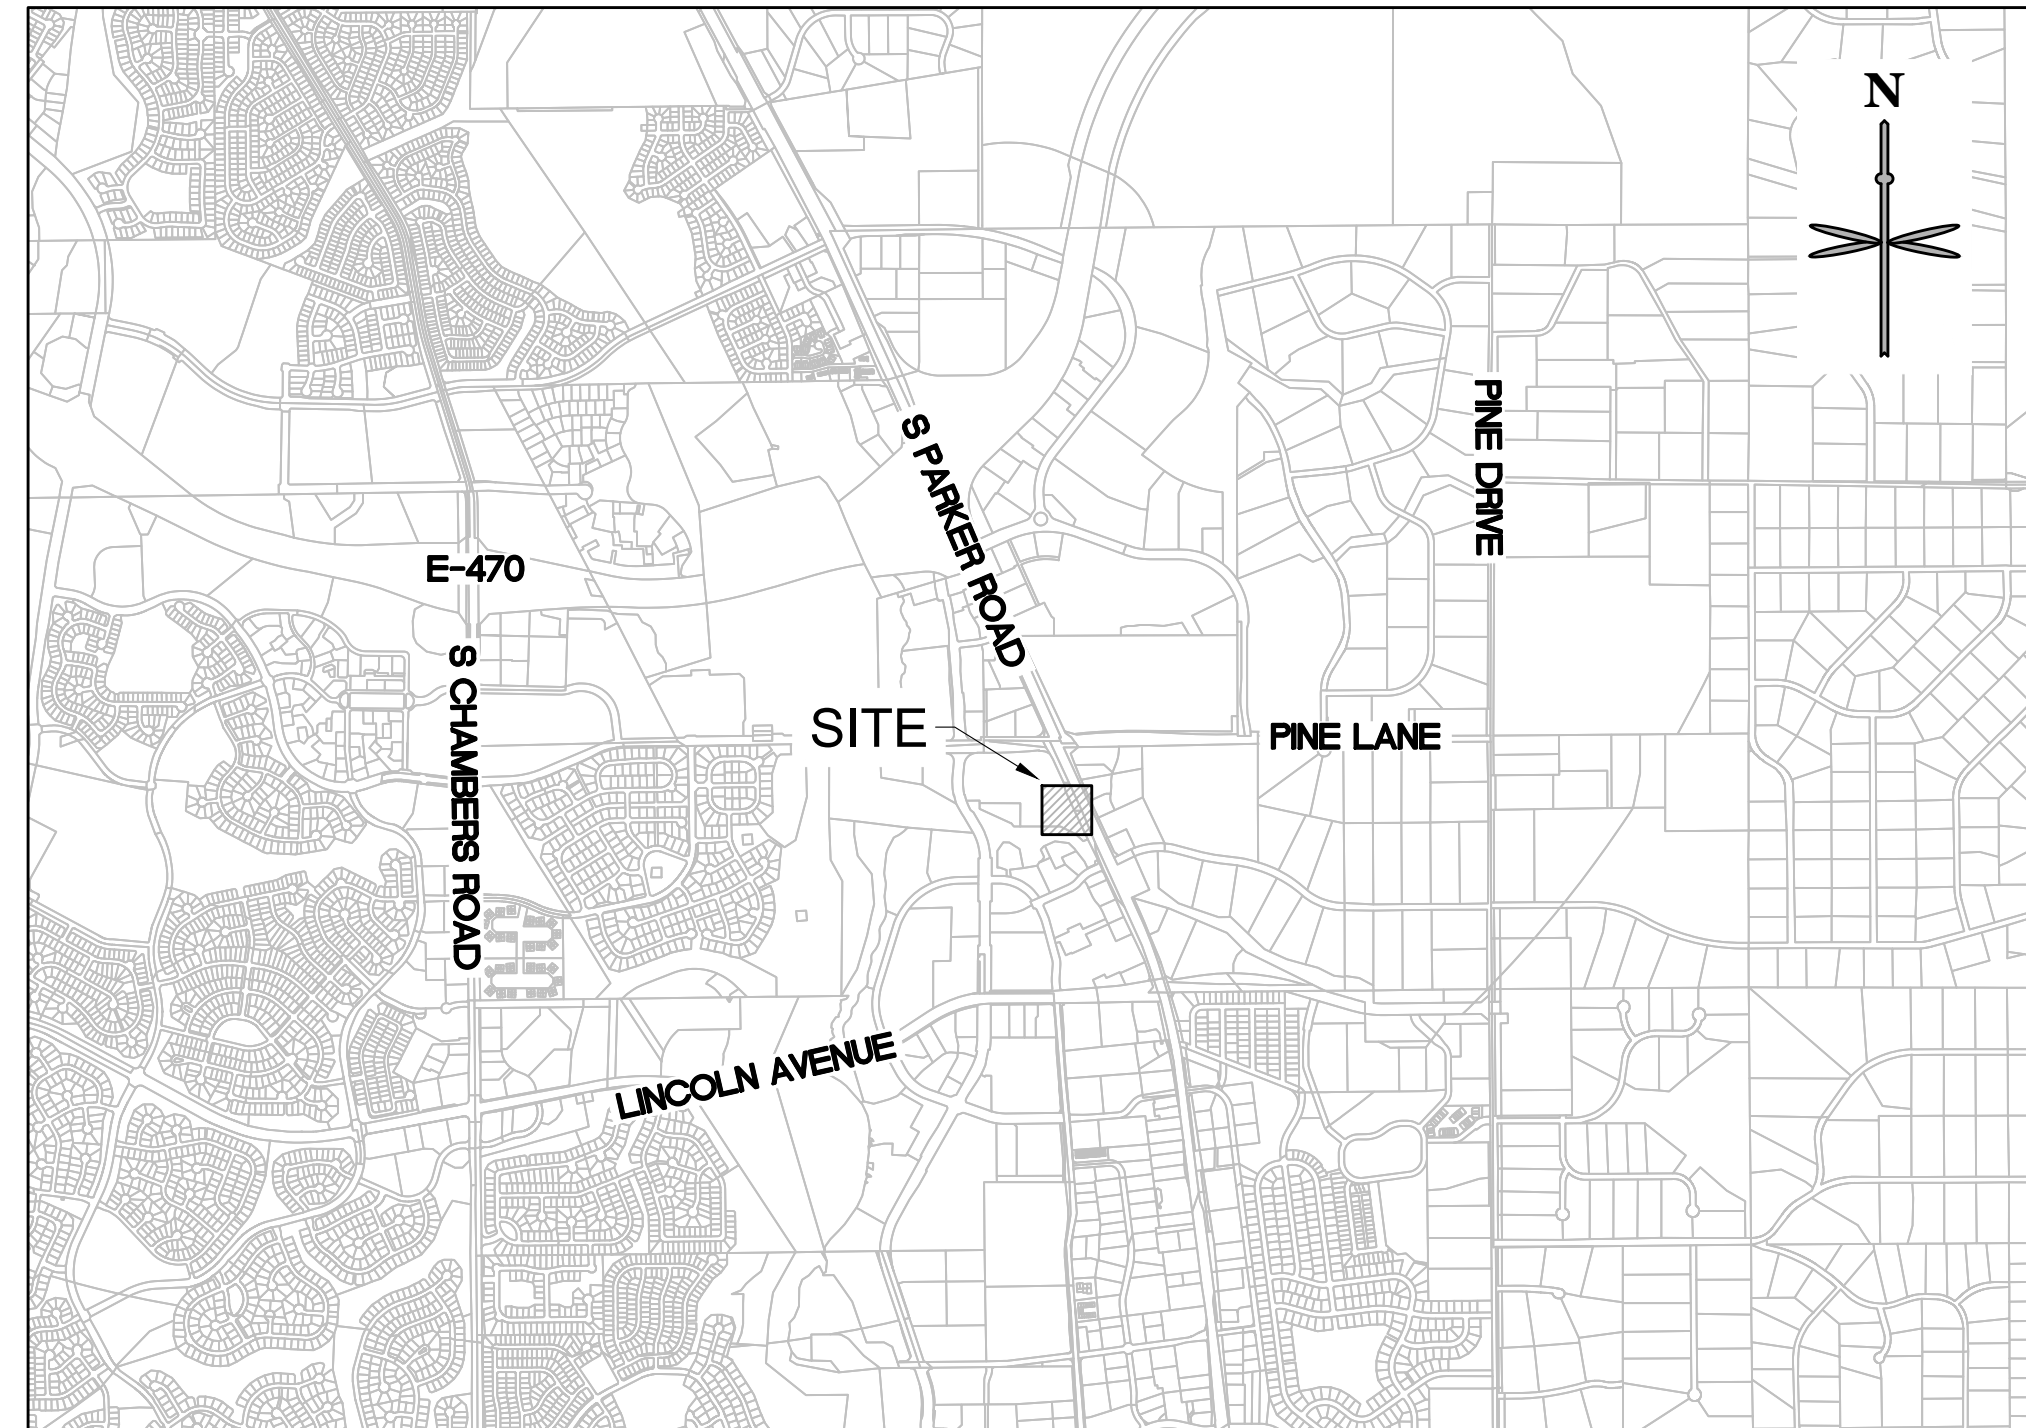 N
PINE DRIVE
S PARKER ROAD
E-470
S CHAMBERS ROAD
SITE
PINE LANE
LINCOLN AVENUE